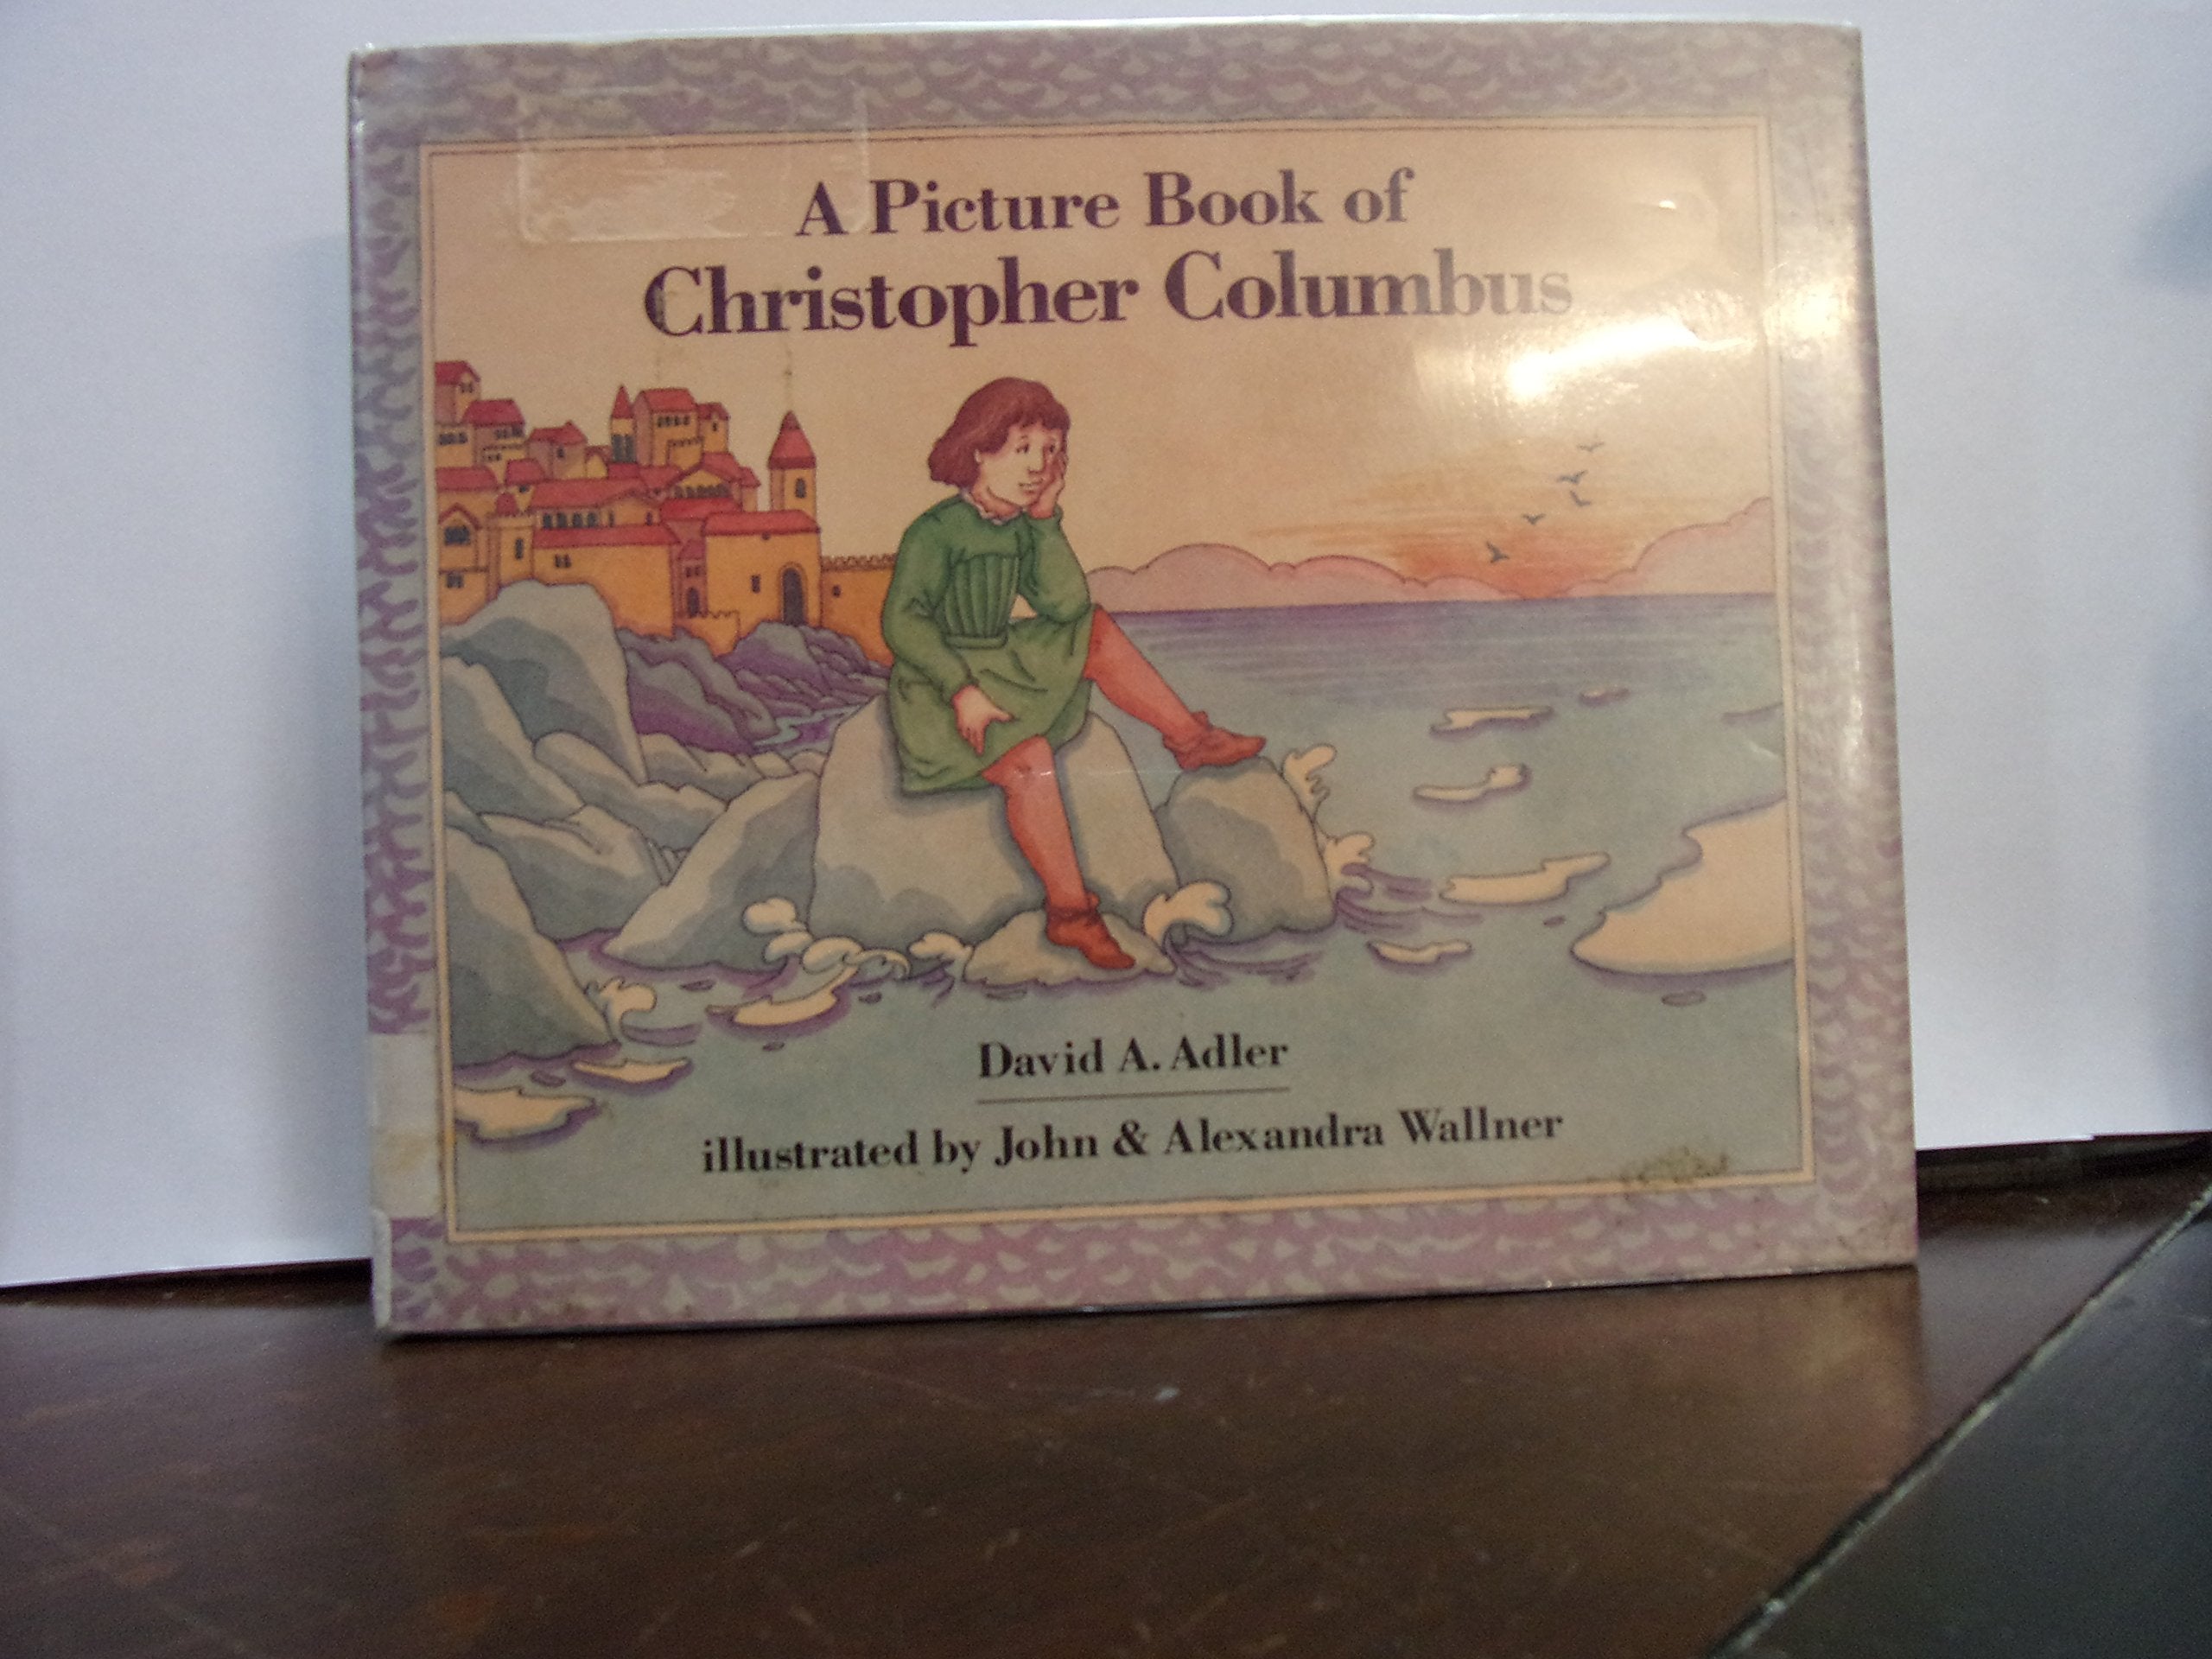 A Picture Book of
Christopher Columbus
David A. Adler
illustrated by John & Alexandra Wallner